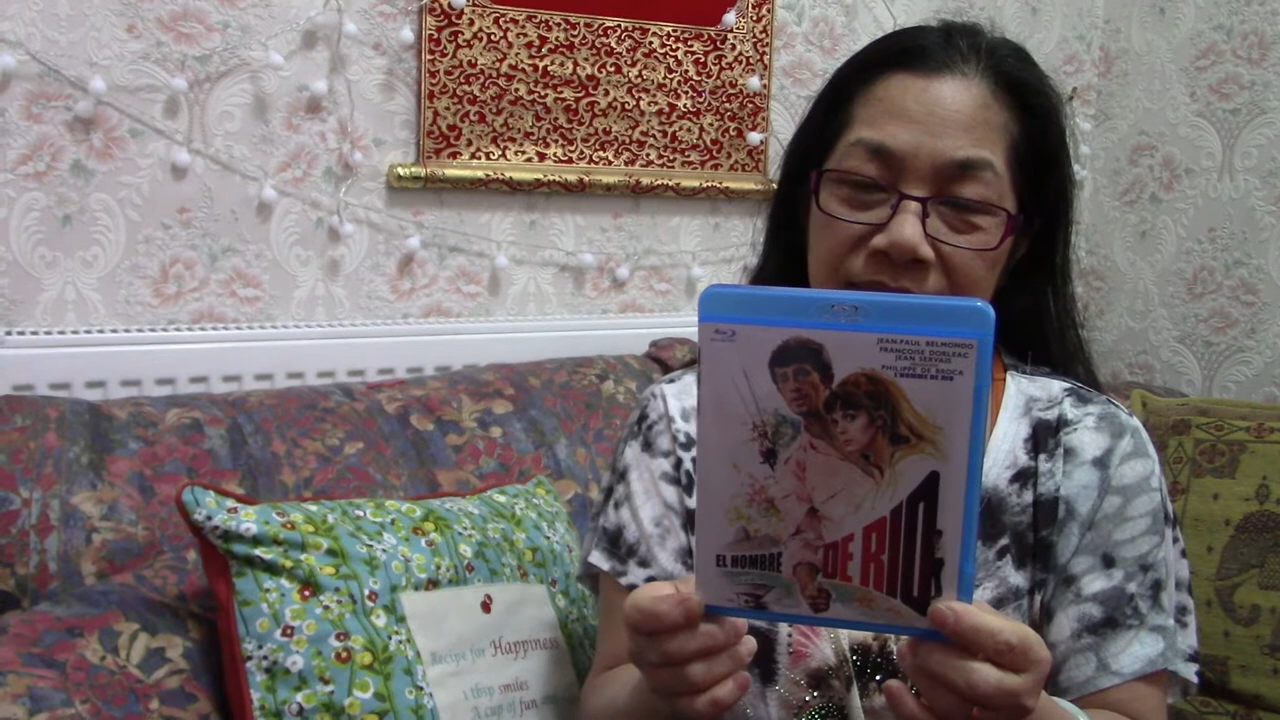 JEAN-PAUL BELMONDO
FRANÇOISE DORLEAC
JEAN SERVAIS
PHILIPPE DE BROCA
L'HOMME DE RIO
EL HOMBRE
DE RIO
Recipe for Happiness
1 tbsp smiles
A cup of fun